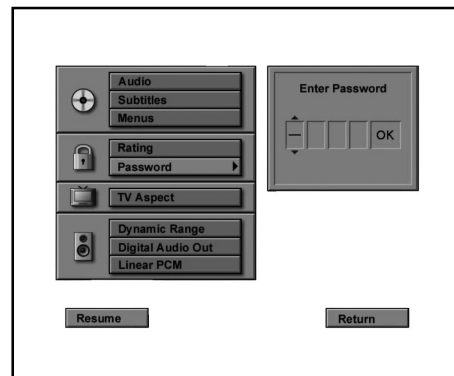 Audio
Subtitles
Menus
Rating
Password
TV Aspect
Dynamic Range
Digital Audio Out
Linear PCM
Enter Password
OK
Resume
Return